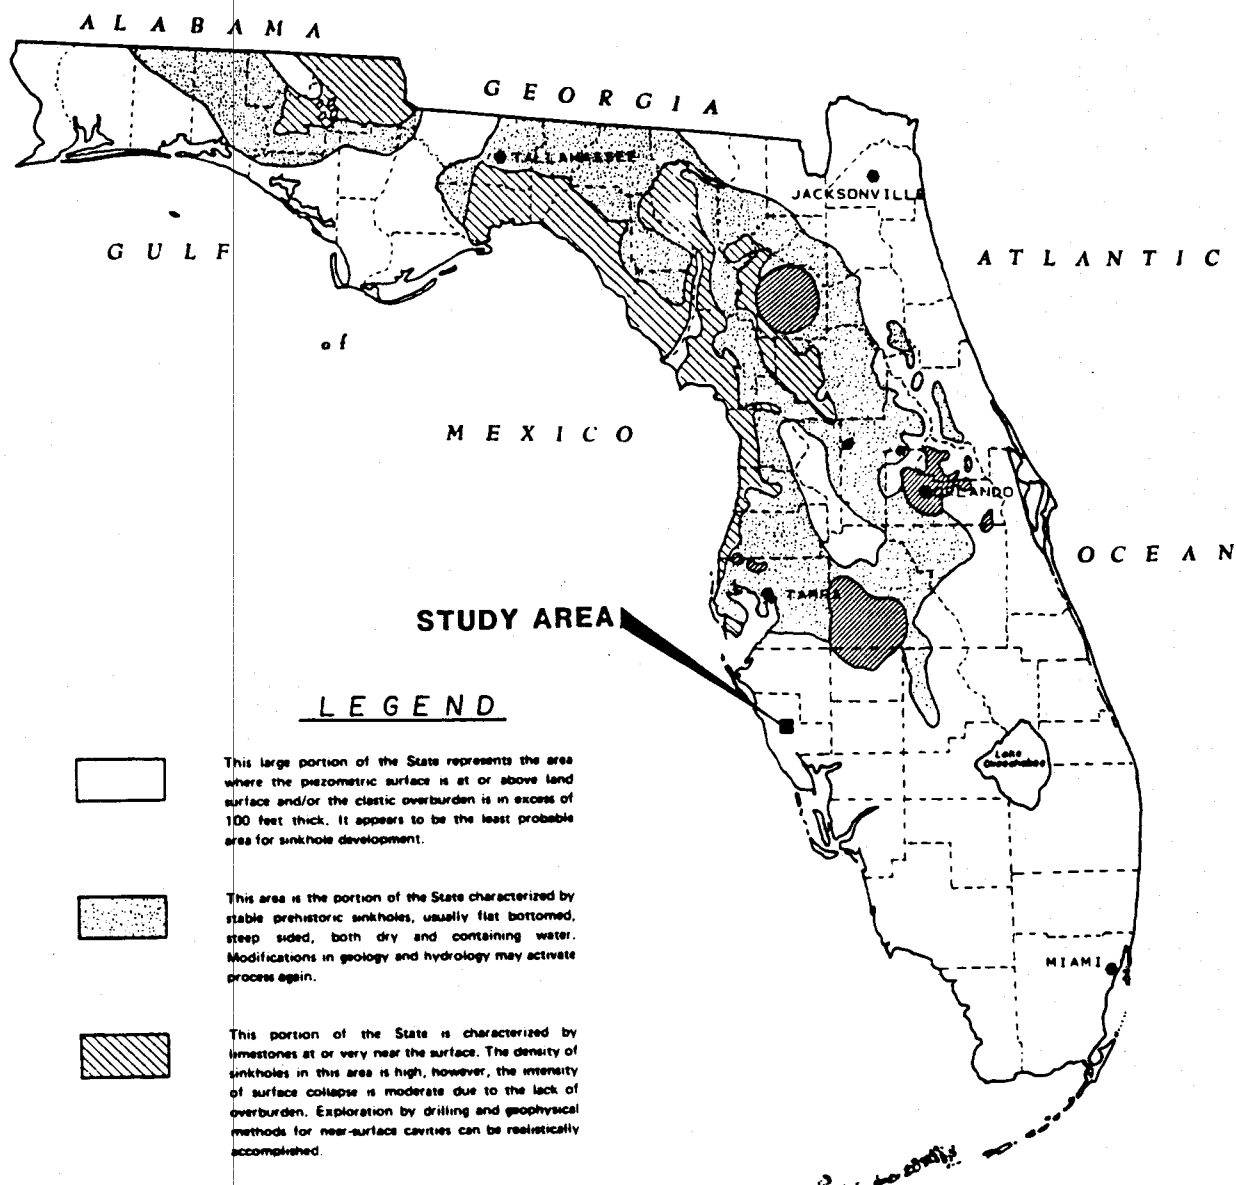 ALABAMA
GEORGIA
TALLAHASSEE
JACKSONVILLE
GULF
ATLANTIC
of
MEXICO
ORLANDO
OCEAN
TAMPA
STUDY AREA
LEGEND
Lake
Okeechobee
This large portion of the State represents the area
where the piezometric surface is at or above land
surface and/or the clastic overburden is in excess of
100 feet thick. It appears to be the least probable
area for sinkhole development.
This area is the portion of the State characterized by
stable prehistoric sinkholes, usually flat bottomed,
steep sided, both dry and containing water.
Modifications in geology and hydrology may activate
process again.
MIAMI
This portion of the State is characterized by
limestones at or very near the surface. The density of
sinkholes in this area is high, however, the intensity
of surface collapse is moderate due to the lack of
overburden. Exploration by drilling and geophysical
methods for near-surface cavities can be realistically
accomplished.